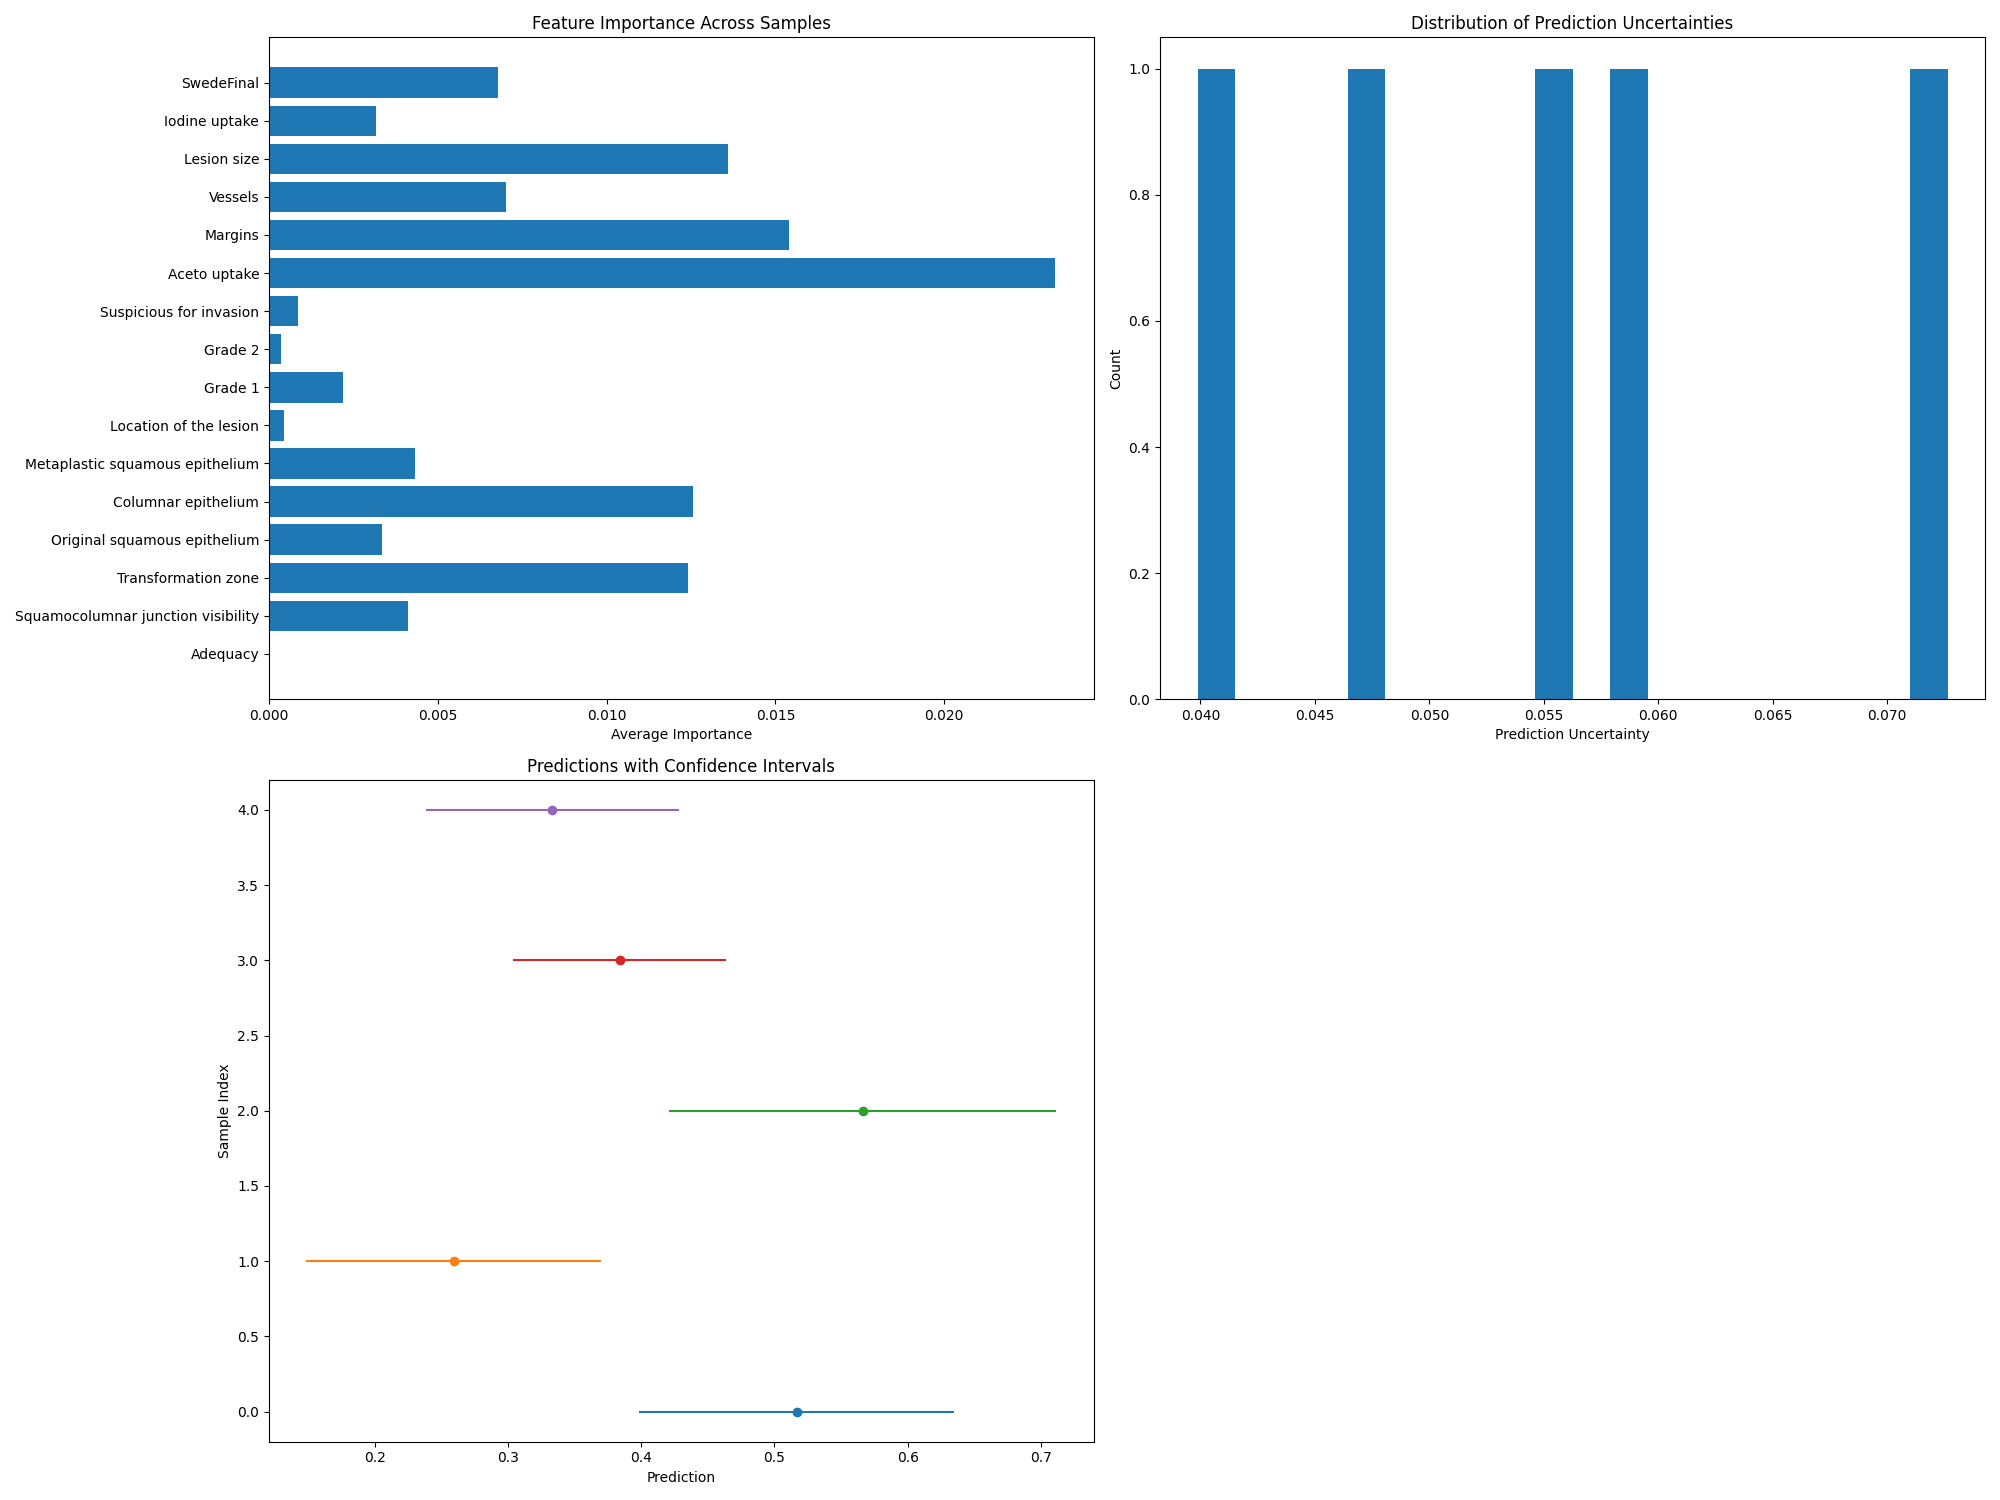 Feature Importance Across Samples
SwedeFinal
Iodine uptake
Lesion size
Vessels
Margins
Aceto uptake
Suspicious for invasion
Grade 2
Grade 1
Location of the lesion
Metaplastic squamous epithelium
Columnar epithelium
Original squamous epithelium
Transformation zone
Squamocolumnar junction visibility
Adequacy
0.000 0.005 0.010 0.015 0.020
Average Importance
Distribution of Prediction Uncertainties
Count
1.0
0.8
0.6
0.4
0.2
0.0
0.040 0.045 0.050 0.055 0.060 0.065 0.070
Prediction Uncertainty
Predictions with Confidence Intervals
Sample Index
4.0
3.5
3.0
2.5
2.0
1.5
1.0
0.5
0.0
0.2 0.3 0.4 0.5 0.6 0.7
Prediction